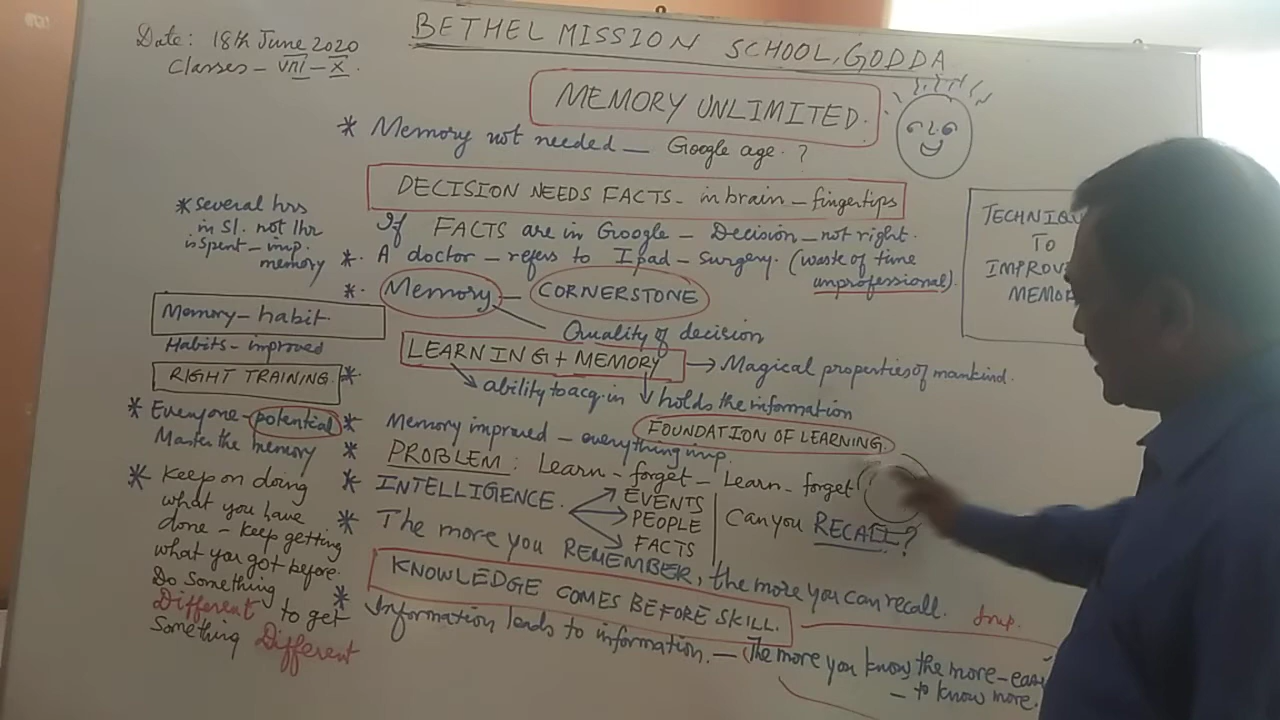 Date: 18th June 2020
Classes - VIII - X.
BETHEL MISSION SCHOOL, GODDA
MEMORY UNLIMITED.
* Memory not needed — Google age. ?
DECISION NEEDS FACTS - in brain - fingertips
If FACTS are in Google - Decision - not right.
*. A doctor - refers to Ipad - surgery. (waste of time
unprofessional).
*. Memory — CORNERSTONE
Quality of decision
LEARNING + MEMORY → Magical properties of mankind.
ability to acq. in
holds the information
FOUNDATION OF LEARNING.
* Memory improved - everything imp.
* PROBLEM: Learn - forget - Learn - forget
* INTELLIGENCE.
EVENTS
PEOPLE
FACTS
Can you RECALL?
* The more you REMEMBER, the more you can recall.
KNOWLEDGE COMES BEFORE SKILL.
Imp.
* Information leads to information. — The more you know the more - easi
- to know more.
* several hrs
in Sl. not 1hr
is spent - imp.
memory
Memory - habit.
Habits - improved
RIGHT TRAINING. *
* Everyone - potential
Master the memory
* Keep on doing
what you have
done - keep getting
what you got before.
Do Something
Different to get
Something Different
TECHNIQU
TO
IMPROV
MEMO